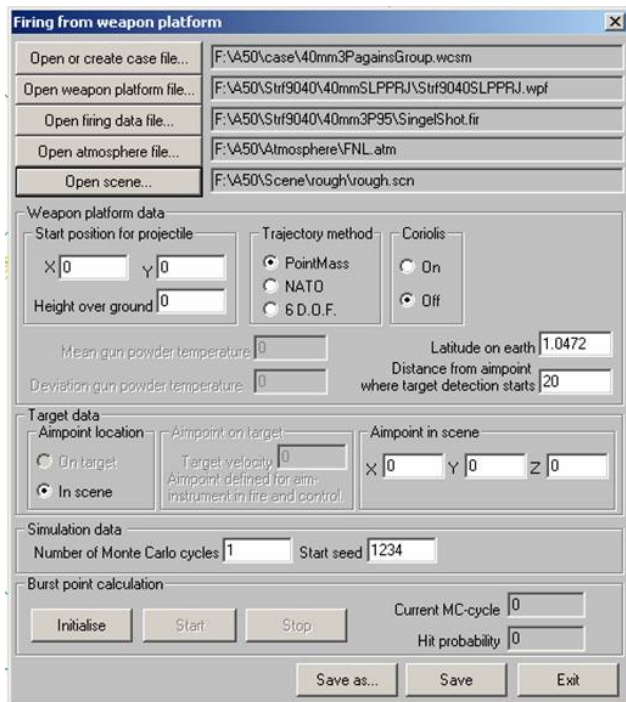 Firing from weapon platform
Open or create case file... F:\A50\case\40mm3PagainsGroup.wcsm
Open weapon platform file... F:\A50\Strf9040\40mmSLPPRJ\Strf9040SLPPRJ.wpf
Open firing data file... F:\A50\Strf9040\40mm3P95\SingelShot.fir
Open atmosphere file... F:\A50\Atmosphere\FNL.atm
Open scene... F:\A50\Scene\rough\rough.scn
Weapon platform data
Start position for projectile
X 0 Y 0
Height over ground 0
Trajectory method
PointMass
NATO
6 D.O.F.
Coriolis
On
Off
Mean gun powder temperature 0
Deviation gun powder temperature 0
Latitude on earth 1.0472
Distance from aimpoint
where target detection starts 20
Target data
Aimpoint location
On target
In scene
Aimpoint on target
Target velocity 0
Aimpoint defined for aim-
instrument in fire and control.
Aimpoint in scene
X 0 Y 0 Z 0
Simulation data
Number of Monte Carlo cycles 1 Start seed 1234
Burst point calculation
Initialise Start Stop
Current MC-cycle 0
Hit probability 0
Save as... Save Exit